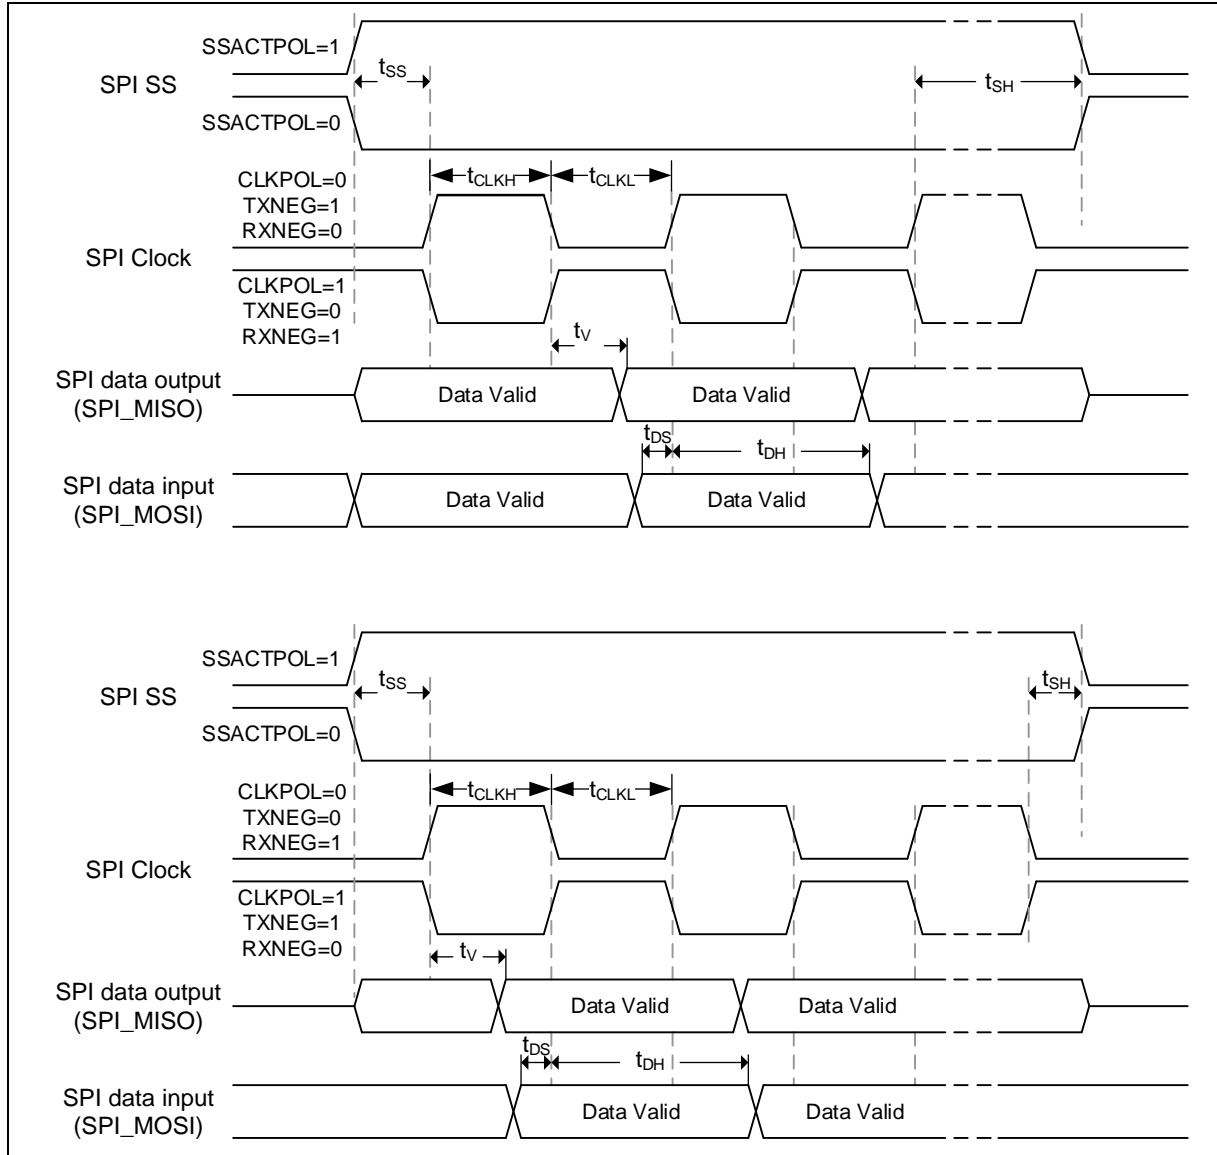 SSACTPOL=1
SPI SS
tSS
tSH
SSACTPOL=0
CLKPOL=0
TXNEG=1
RXNEG=0
tCLKH
tCLKL
SPI Clock
CLKPOL=1
TXNEG=0
RXNEG=1
tV
SPI data output
(SPI_MISO)
Data Valid
Data Valid
tDS
tDH
SPI data input
(SPI_MOSI)
Data Valid
Data Valid
SSACTPOL=1
SPI SS
tSS
tSH
SSACTPOL=0
CLKPOL=0
TXNEG=0
RXNEG=1
tCLKH
tCLKL
SPI Clock
CLKPOL=1
TXNEG=1
RXNEG=0
tV
SPI data output
(SPI_MISO)
Data Valid
Data Valid
tDS
tDH
SPI data input
(SPI_MOSI)
Data Valid
Data Valid